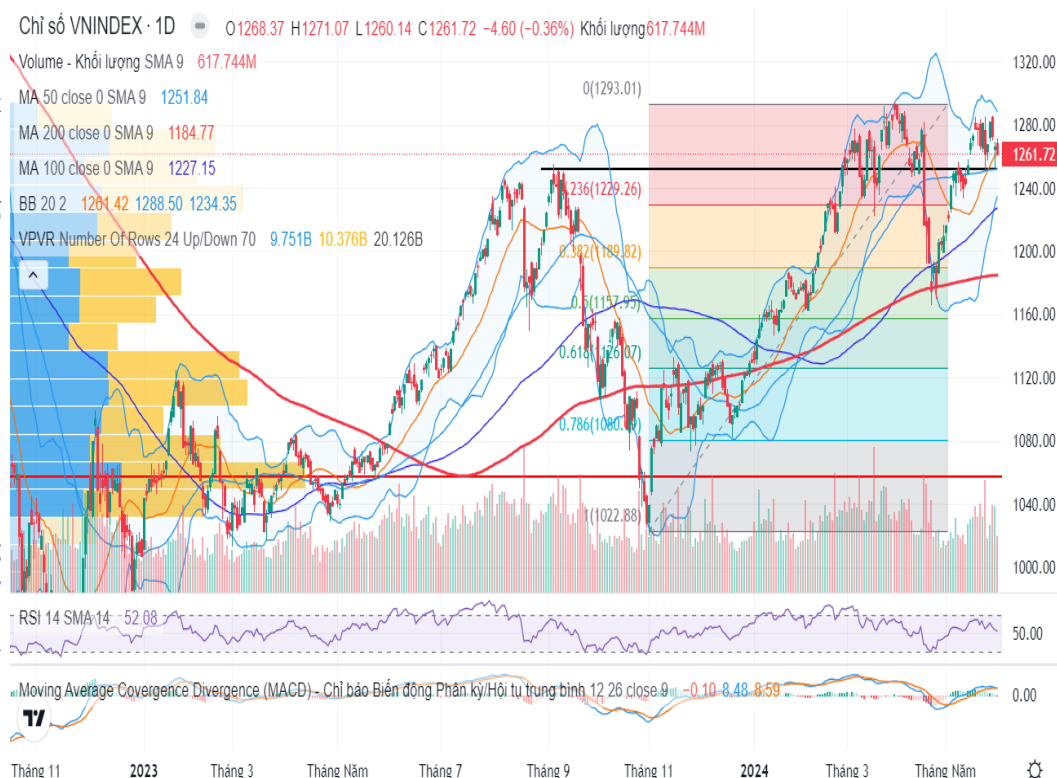 Chỉ số VNINDEX · 1D O1268.37 H1271.07 L1260.14 C1261.72 −4.60 (−0.36%) Khối lượng617.744M
Volume - Khối lượng SMA 9 617.744M
MA 50 close 0 SMA 9 1251.84
MA 200 close 0 SMA 9 1184.77
MA 100 close 0 SMA 9 1227.15
BB 20 2 1261.42 1288.50 1234.35
VPVR Number Of Rows 24 Up/Down 70 9.751B 10.376B 20.126B
0(1293.01)
0.236(1229.26)
0.382(1189.82)
0.5(1157.95)
0.618(1126.07)
1(1022.88)
1320.00
1280.00
1261.72
1240.00
1200.00
1160.00
1120.00
1080.00
1040.00
1000.00
RSI 14 SMA 14 52.08
50.00
Moving Average Covergence Divergence (MACD) - Chỉ báo Biến động Phân kỳ/Hội tụ trung bình 12 26 close 9 −0.10 8.48 8.59
0.00
Tháng 11 2023 Tháng 3 Tháng Năm Tháng 7 Tháng 9 Tháng 11 2024 Tháng 3 Tháng Năm